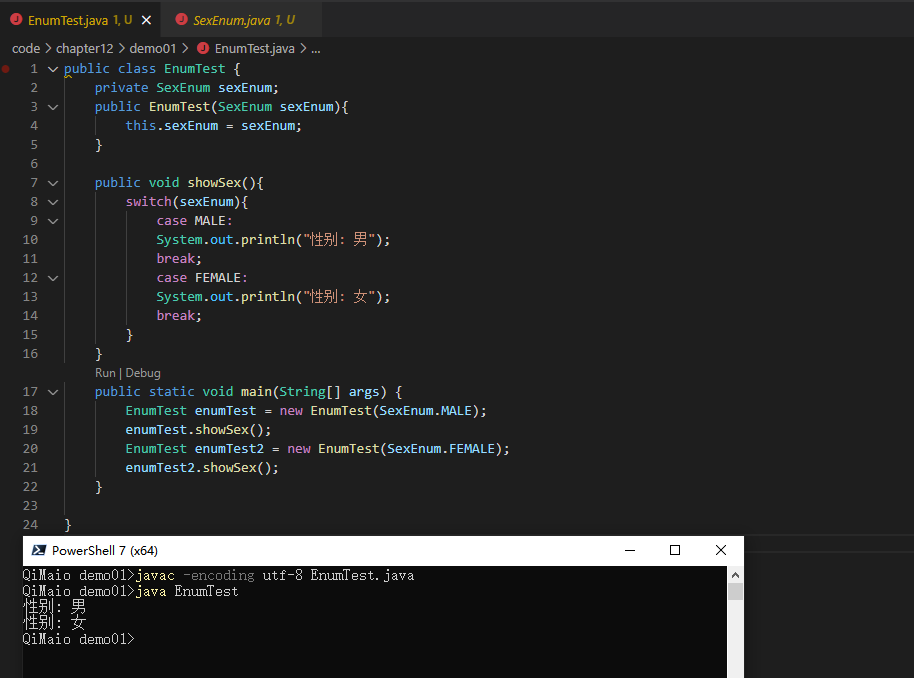 EnumTest.java 1, U
SexEnum.java 1, U
code > chapter12 > demo01 > EnumTest.java > ...
1 public class EnumTest {
2 private SexEnum sexEnum;
3 public EnumTest(SexEnum sexEnum){
4 this.sexEnum = sexEnum;
5 }
6
7 public void showSex(){
8 switch(sexEnum){
9 case MALE:
10 System.out.println("性别: 男");
11 break;
12 case FEMALE:
13 System.out.println("性别: 女");
14 break;
15 }
16 }
Run | Debug
17 public static void main(String[] args) {
18 EnumTest enumTest = new EnumTest(SexEnum.MALE);
19 enumTest.showSex();
20 EnumTest enumTest2 = new EnumTest(SexEnum.FEMALE);
21 enumTest2.showSex();
22 }
23
24 }
PowerShell 7 (x64)
QiMaio demo01>javac -encoding utf-8 EnumTest.java
QiMaio demo01>java EnumTest
性别: 男
性别: 女
QiMaio demo01>